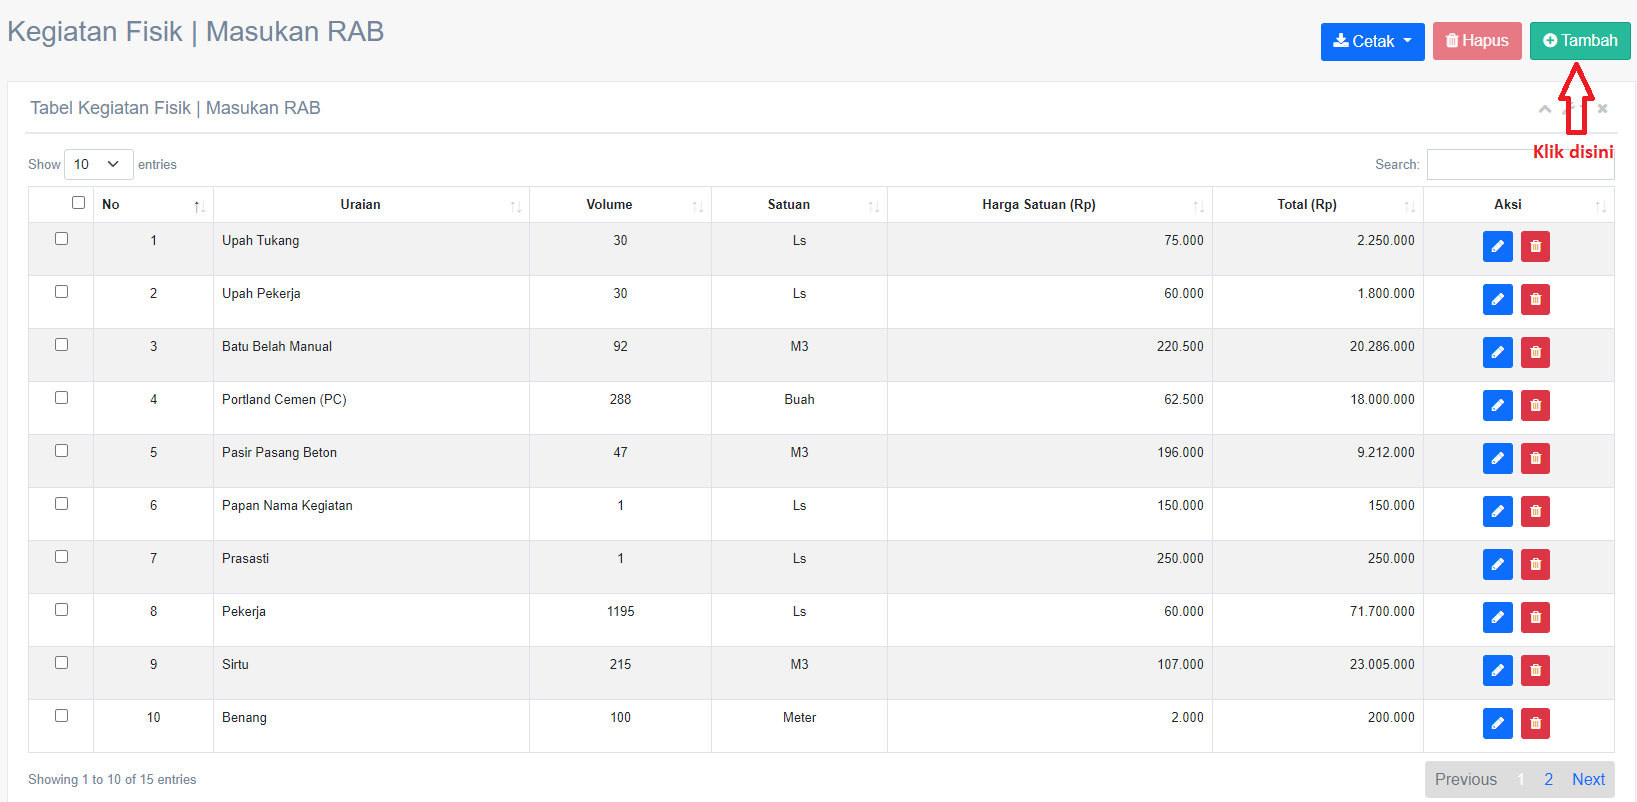 Kegiatan Fisik | Masukan RAB
Cetak Hapus Tambah
Tabel Kegiatan Fisik | Masukan RAB
Klik disini
Show 10 entries Search:
No Uraian Volume Satuan Harga Satuan (Rp) Total (Rp) Aksi
1 Upah Tukang 30 Ls 75.000 2.250.000
2 Upah Pekerja 30 Ls 60.000 1.800.000
3 Batu Belah Manual 92 M3 220.500 20.286.000
4 Portland Cemen (PC) 288 Buah 62.500 18.000.000
5 Pasir Pasang Beton 47 M3 196.000 9.212.000
6 Papan Nama Kegiatan 1 Ls 150.000 150.000
7 Prasasti 1 Ls 250.000 250.000
8 Pekerja 1195 Ls 60.000 71.700.000
9 Sirtu 215 M3 107.000 23.005.000
10 Benang 100 Meter 2.000 200.000
Showing 1 to 10 of 15 entries Previous 1 2 Next